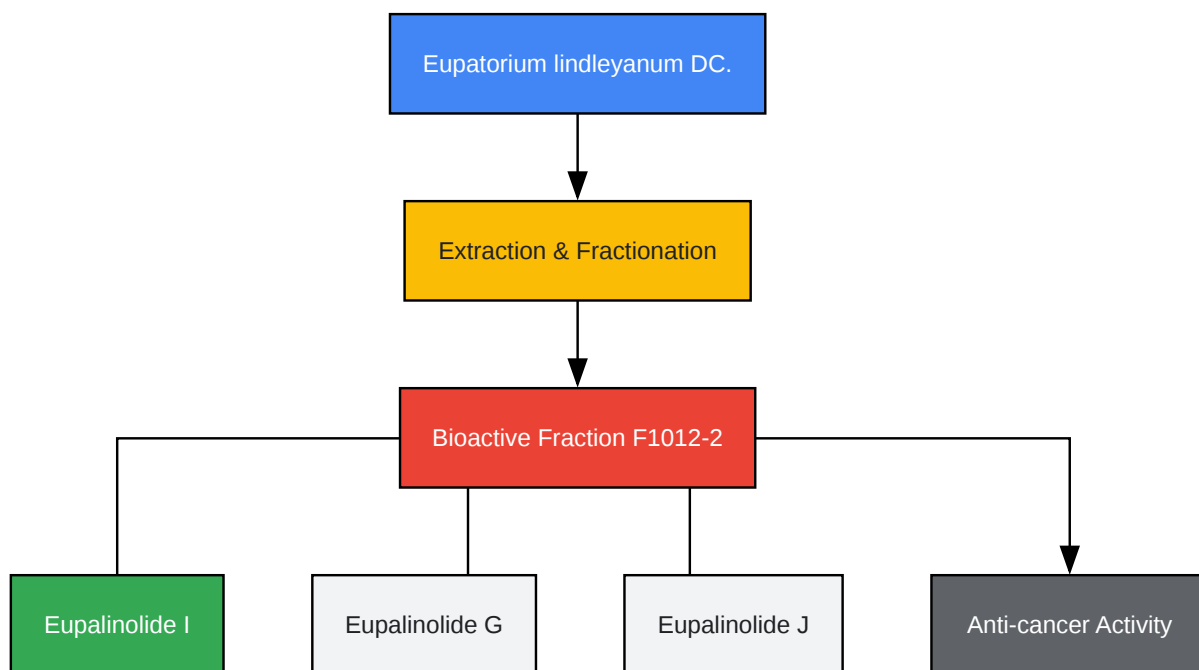 Eupatorium lindleyanum DC.
Extraction & Fractionation
Bioactive Fraction F1012-2
Eupalinolide I
Eupalinolide G
Eupalinolide J
Anti-cancer Activity